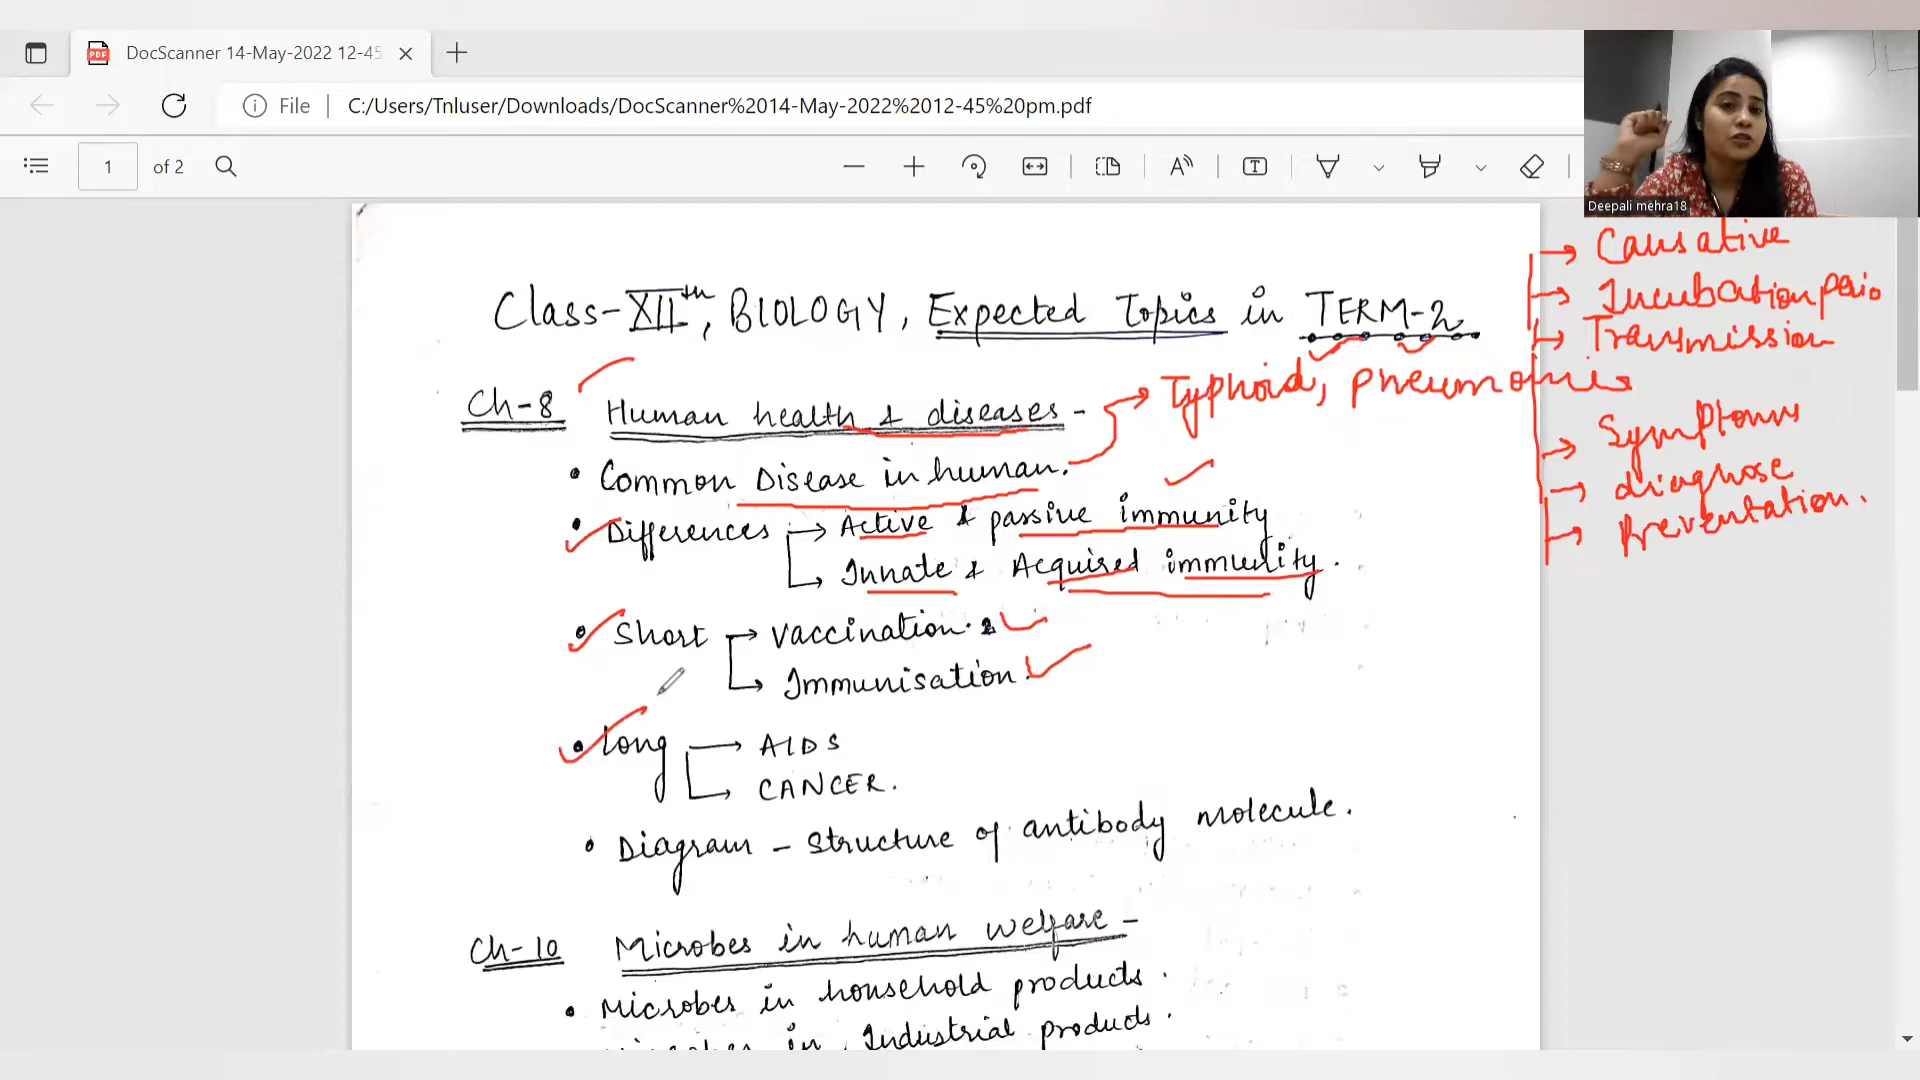 DocScanner 14-May-2022 12-45
File C:/Users/Tnluser/Downloads/DocScanner%2014-May-2022%2012-45%20pm.pdf
1 of 2
Deepali mehra18
Causative
Incubation perio
Transmission
Class-XIIth, BIOLOGY, Expected Topics in TERM-2
Typhoid, Pneumonis
Ch-8 Human health & diseases -
Symptoms
• Common Disease in human.
diagnose
• Differences → Active & passive immunity
Preventation.
→ Innate & Acquired immunity.
• Short → Vaccination.
→ Immunisation.
• Long → AIDS
→ CANCER.
• Diagram - Structure of antibody molecule.
Ch-10 Microbes in human welfare -
• Microbes in household products.
in Industrial products.